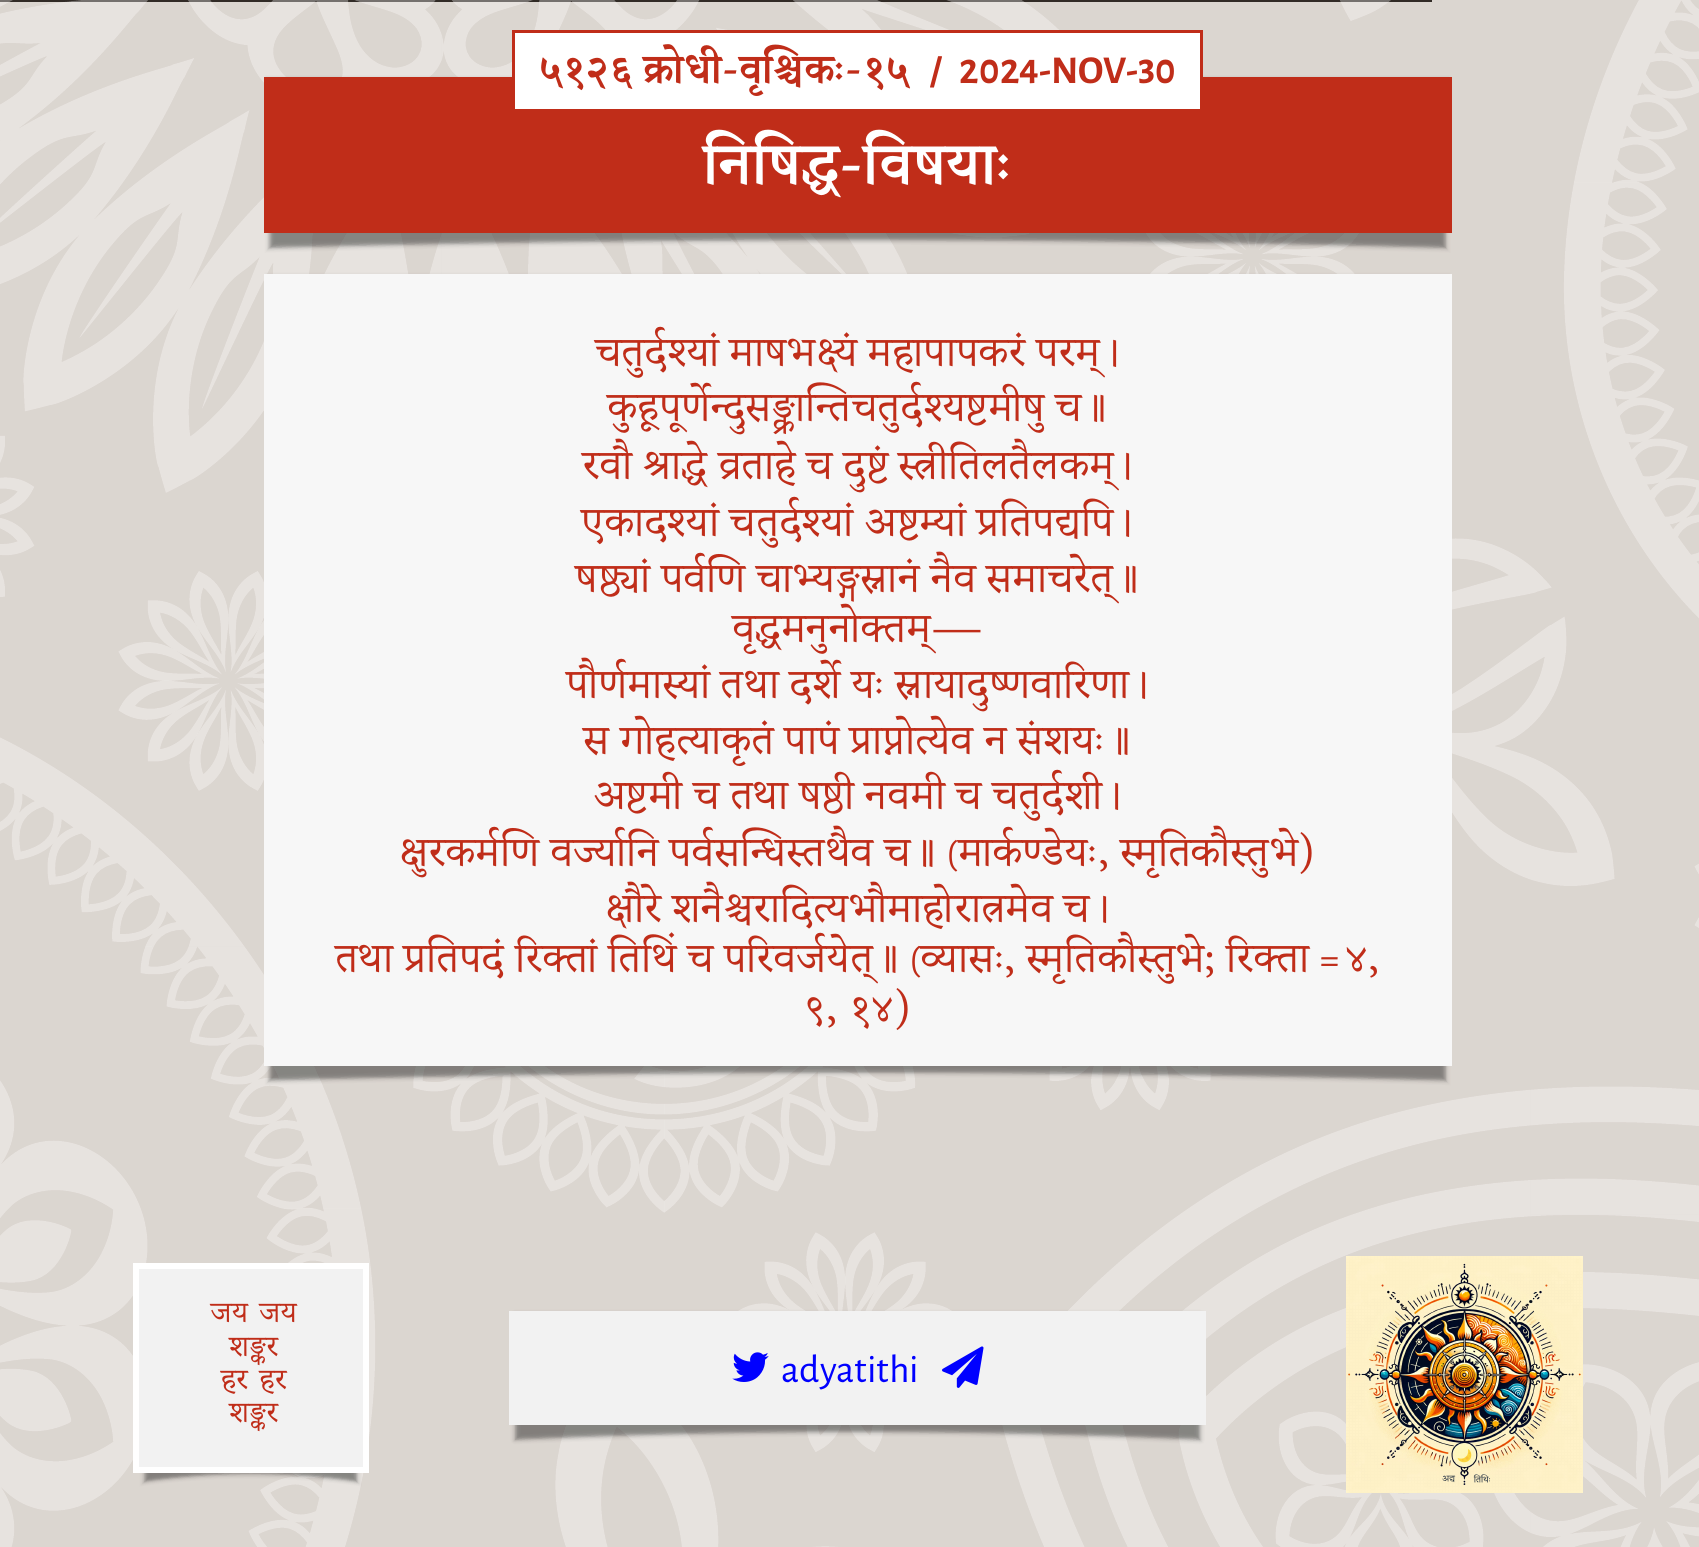 ५१२६ क्रोधी-वृश्चिकः-१५ / 2024-NOV-30
निषिद्ध-विषयाः
चतुर्दश्यां माषभक्ष्यं महापापकरं परम्।
कुहूपूर्णेन्दुसङ्क्रान्तिचतुर्दश्यष्टमीषु च॥
रवौ श्राद्धे व्रताहे च दुष्टं स्त्रीतिलतैलकम्।
एकादश्यां चतुर्दश्यां अष्टम्यां प्रतिपद्यपि।
षष्ठ्यां पर्वणि चाभ्यङ्गस्नानं नैव समाचरेत्॥
वृद्धमनुनोक्तम्—
पौर्णमास्यां तथा दर्शे यः स्नायादुष्णवारिणा।
स गोहत्याकृतं पापं प्राप्नोत्येव न संशयः॥
अष्टमी च तथा षष्ठी नवमी च चतुर्दशी।
क्षुरकर्मणि वर्ज्यानि पर्वसन्धिस्तथैव च॥ (मार्कण्डेयः, स्मृतिकौस्तुभे)
क्षौरे शनैश्चरादित्यभौमाहोरात्रमेव च।
तथा प्रतिपदं रिक्तां तिथिं च परिवर्जयेत्॥ (व्यासः, स्मृतिकौस्तुभे; रिक्ता = ४,
९, १४)
जय जय
शङ्कर
हर हर
शङ्कर
adyatithi
अद्य तिथिः